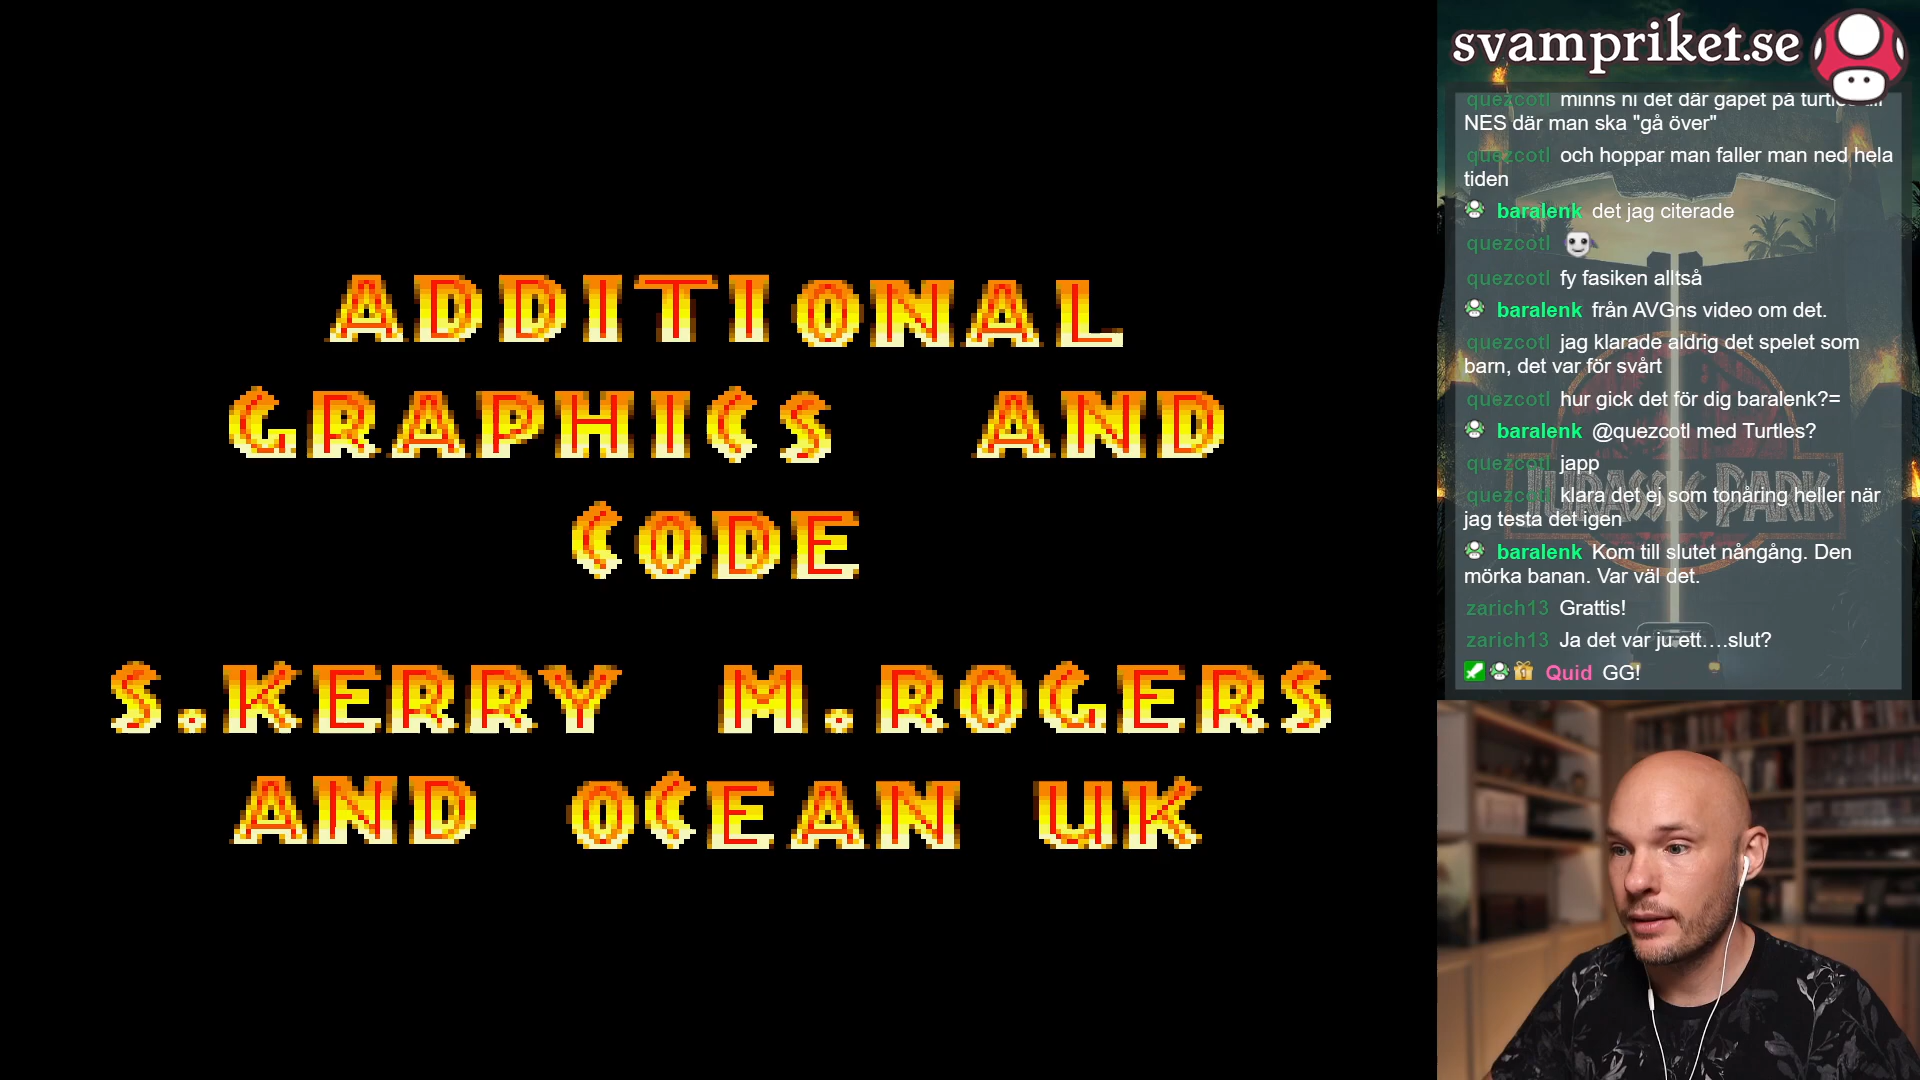 ADDITIONAL
GRAPHICS AND
CODE
S.KERRY M.ROGERS
AND OCEAN UK
svampriket.se
quezcotl minns ni det där gapet på
NES där man ska "gå över"
quezcotl och hoppar man faller man ned hela
tiden
baralenk det jag citerade
quezcotl
quezcotl fy fasiken alltså
baralenk från AVGns video om det.
quezcotl jag klarade aldrig det spelet som
barn, det var för svårt
quezcotl hur gick det för dig baralenk?=
baralenk @quezcotl med Turtles?
quezcotl japp
quezcotl klara det ej som tonåring heller när
jag testa det igen
baralenk Kom till slutet nångång. Den
mörka banan. Var väl det.
zarich13 Grattis!
zarich13 Ja det var ju ett....slut?
Quid GG!
JURASSIC PARK